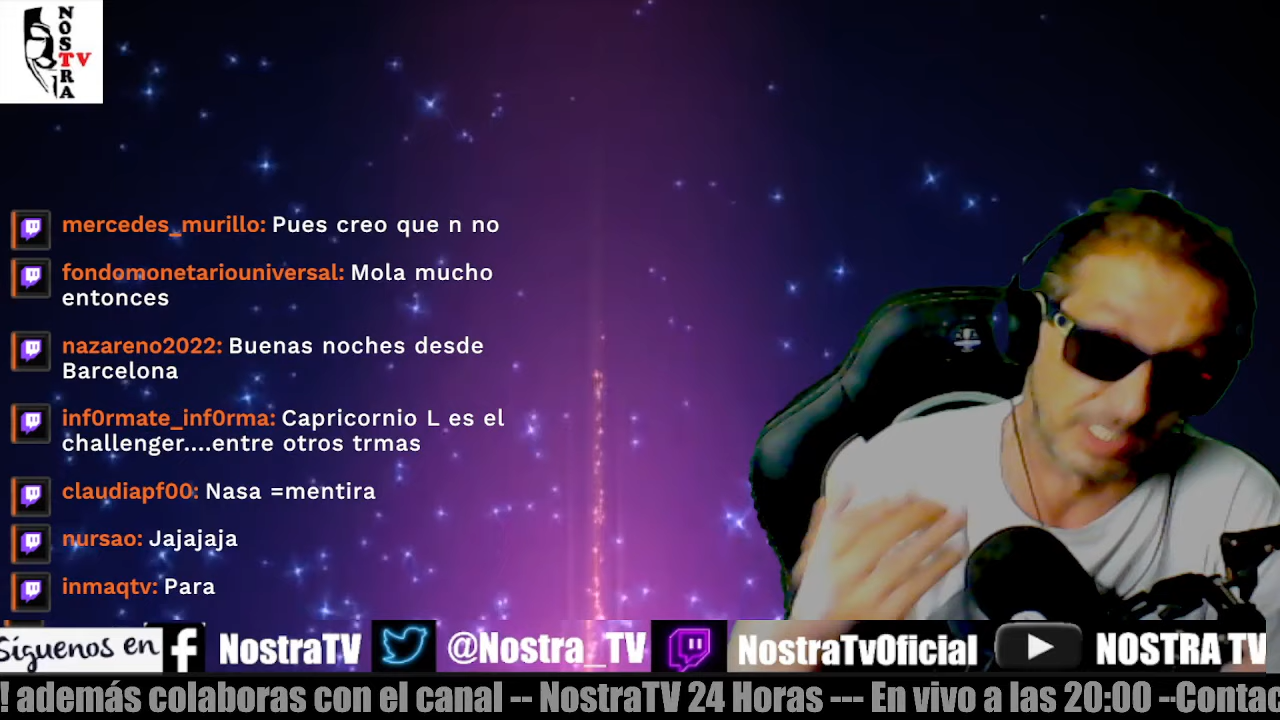 NOSTRA
TV
mercedes_murillo: Pues creo que n no
fondomonetariouniversal: Mola mucho
entonces
nazareno2022: Buenas noches desde
Barcelona
inf0rmate_inf0rma: Capricornio L es el
challenger....entre otros trmas
claudiapf00: Nasa =mentira
nursao: Jajajaja
inmaqtv: Para
Síguenos en f NostraTV @Nostra_TV NostraTvOficial NOSTRA TV
! además colaboras con el canal -- NostraTV 24 Horas --- En vivo a las 20:00 --Contac